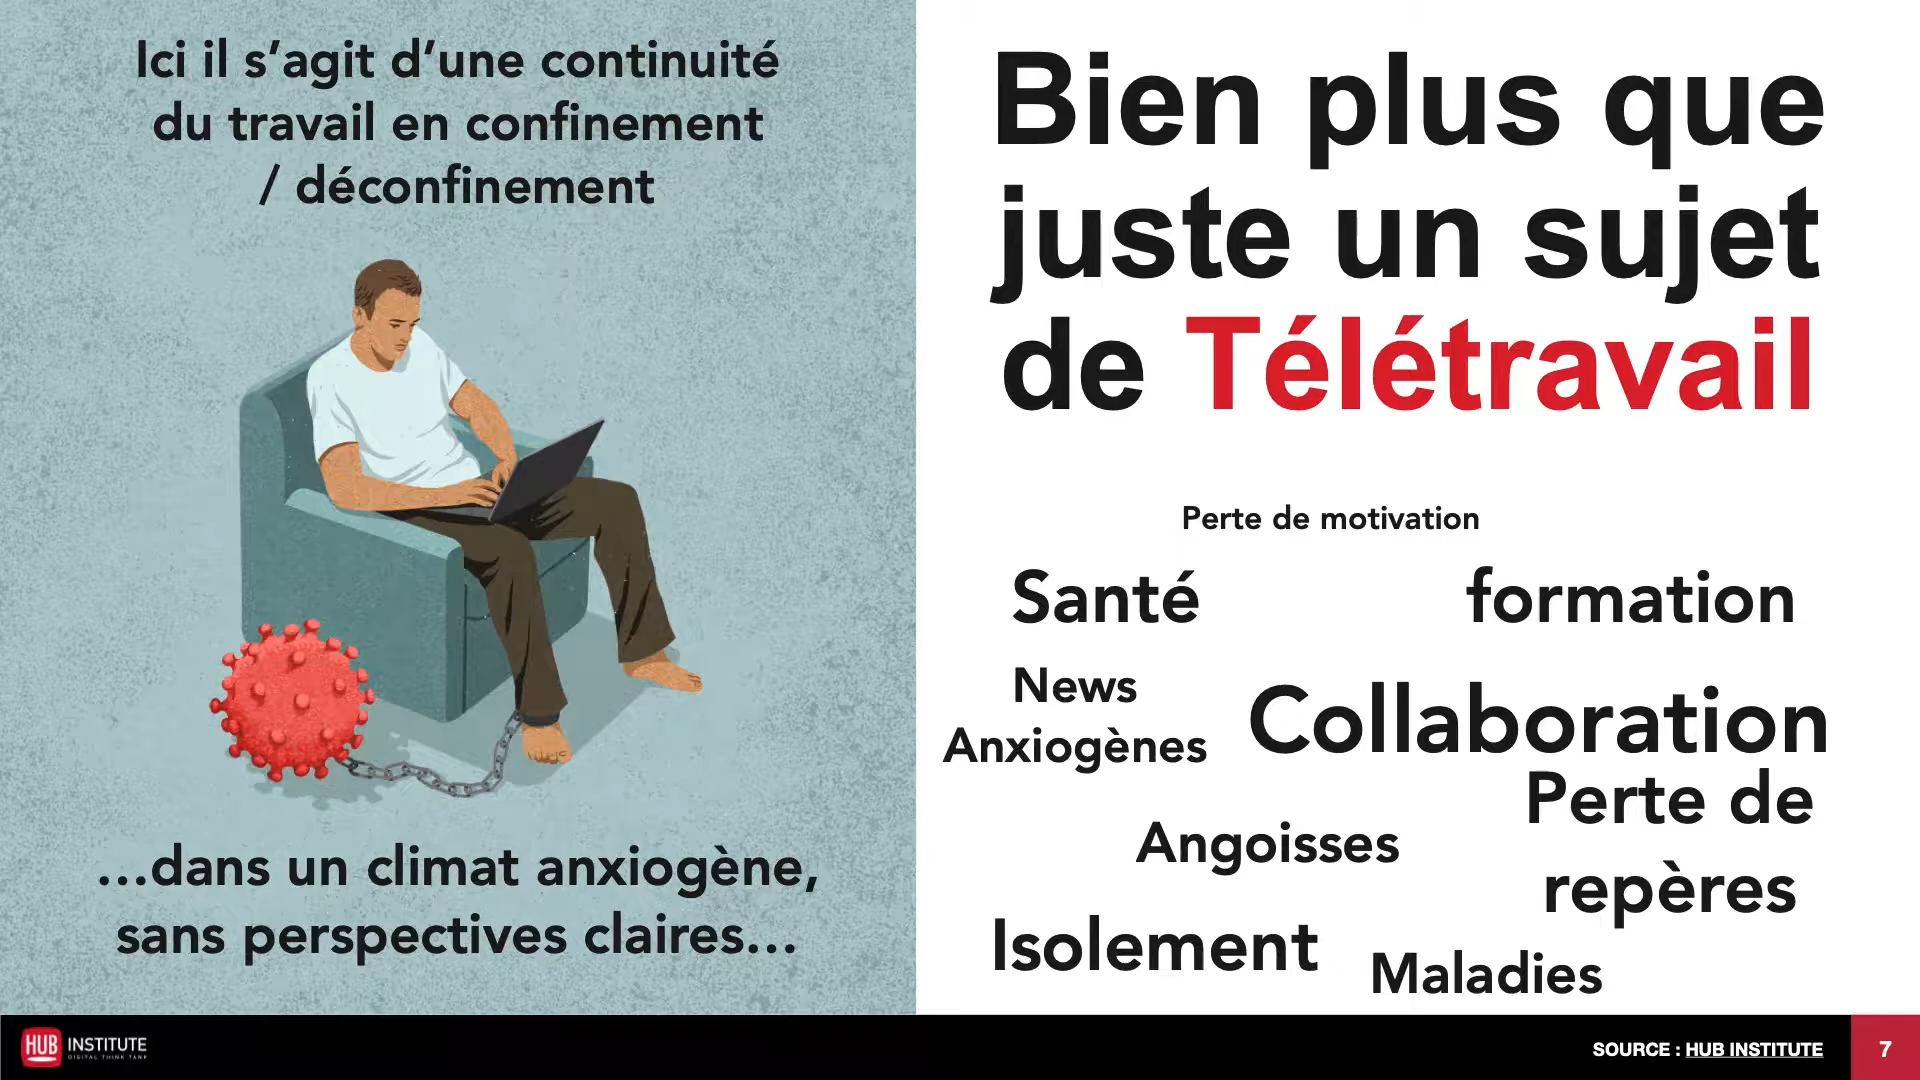 Ici il s’agit d’une continuité
du travail en confinement
/ déconfinement
…dans un climat anxiogène,
sans perspectives claires…
Bien plus que
juste un sujet
de Télétravail
Perte de motivation
Santé
formation
News
Anxiogènes
Collaboration
Perte de
repères
Angoisses
Isolement
Maladies
HUB INSTITUTE
DIGITAL THINK TANK
SOURCE : HUB INSTITUTE
7